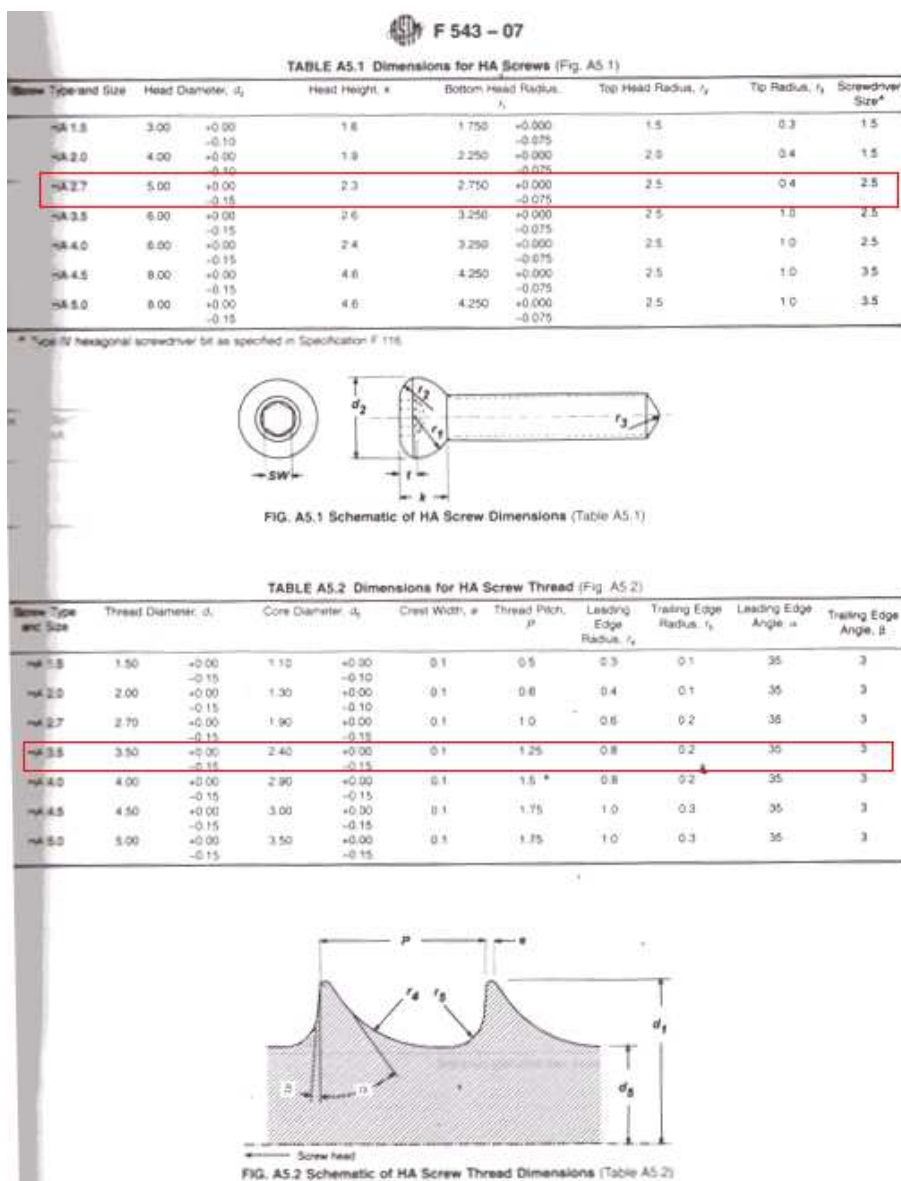 ASTM F 543 – 07
TABLE A5.1 Dimensions for HA Screws (Fig. A5.1)
Screw Type and Size Head Diameter, d₂ Head Height, k Bottom Head Radius, r₁ Top Head Radius, r₂ Tip Radius, r₃ Screwdriver Size^A
HA 1.5 3.00 +0.00 1.6 1.750 +0.000 1.5 0.3 1.5
−0.10 −0.075
HA 2.0 4.00 +0.00 1.9 2.250 +0.000 2.0 0.4 1.5
−0.10 −0.075
HA 2.7 5.00 +0.00 2.3 2.750 +0.000 2.5 0.4 2.5
−0.15 −0.075
HA 3.5 6.00 +0.00 2.6 3.250 +0.000 2.5 1.0 2.5
−0.15 −0.075
HA 4.0 6.00 +0.00 2.4 3.250 +0.000 2.5 1.0 2.5
−0.15 −0.075
HA 4.5 8.00 +0.00 4.6 4.250 +0.000 2.5 1.0 3.5
−0.15 −0.075
HA 5.0 8.00 +0.00 4.6 4.250 +0.000 2.5 1.0 3.5
−0.15 −0.075
^A Type IV hexagonal screwdriver bit as specified in Specification F 116.
d₂ r₂ r₁ r₃
SW t
k
FIG. A5.1 Schematic of HA Screw Dimensions (Table A5.1)
TABLE A5.2 Dimensions for HA Screw Thread (Fig. A5.2)
Screw Type and Size Thread Diameter, d₁ Core Diameter, d₅ Crest Width, e Thread Pitch, P Leading Edge Radius, r₄ Trailing Edge Radius, r₅ Leading Edge Angle, α Trailing Edge Angle, β
HA 1.5 1.50 +0.00 1.10 +0.00 0.1 0.5 0.3 0.1 35 3
−0.15 −0.10
HA 2.0 2.00 +0.00 1.30 +0.00 0.1 0.6 0.4 0.1 35 3
−0.15 −0.10
HA 2.7 2.70 +0.00 1.90 +0.00 0.1 1.0 0.6 0.2 35 3
−0.15 −0.15
HA 3.5 3.50 +0.00 2.40 +0.00 0.1 1.25 0.8 0.2 35 3
−0.15 −0.15
HA 4.0 4.00 +0.00 2.90 +0.00 0.1 1.5 0.8 0.2 35 3
−0.15 −0.15
HA 4.5 4.50 +0.00 3.00 +0.00 0.1 1.75 1.0 0.3 35 3
−0.15 −0.15
HA 5.0 5.00 +0.00 3.50 +0.00 0.1 1.75 1.0 0.3 35 3
−0.15 −0.15
P e
r₄ r₅
d₁
β α d₅
Screw head
FIG. A5.2 Schematic of HA Screw Thread Dimensions (Table A5.2)